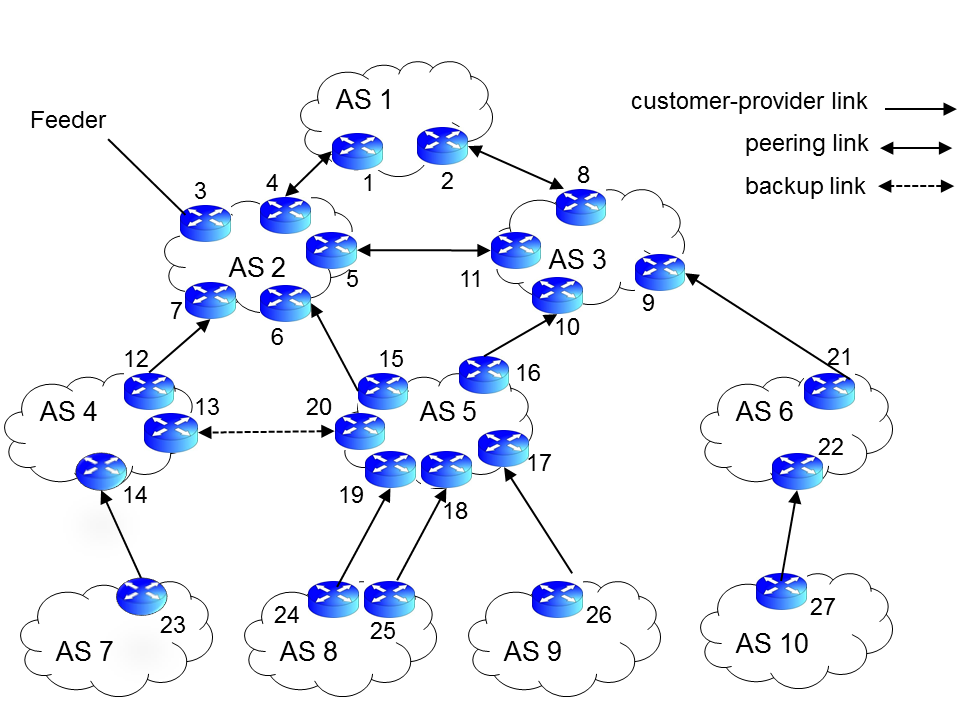 AS 1
customer-provider link
Feeder
peering link
1
2
backup link
3
4
8
AS 2
5
11
AS 3
9
7
6
10
12
15
16
21
AS 4
13
20
AS 5
AS 6
22
14
19
18
17
24
25
26
27
23
AS 7
AS 8
AS 9
AS 10